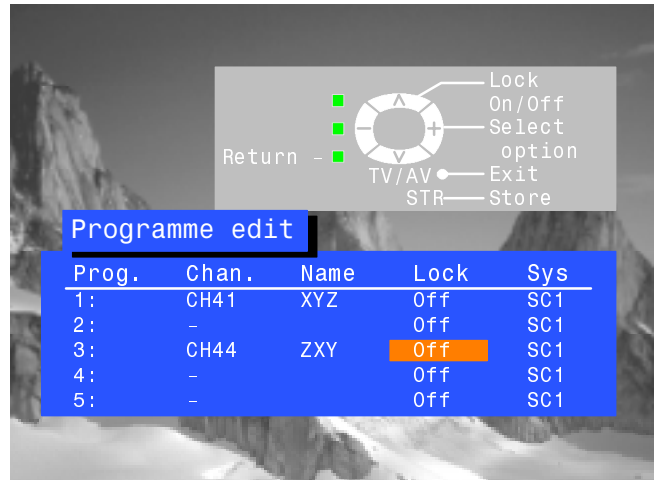 Lock
On/Off
Select
option
Return –
TV/AV Exit
STR Store
Programme edit
Prog. Chan. Name Lock Sys
1: CH41 XYZ Off SC1
2: – Off SC1
3: CH44 ZXY Off SC1
4: – Off SC1
5: – Off SC1